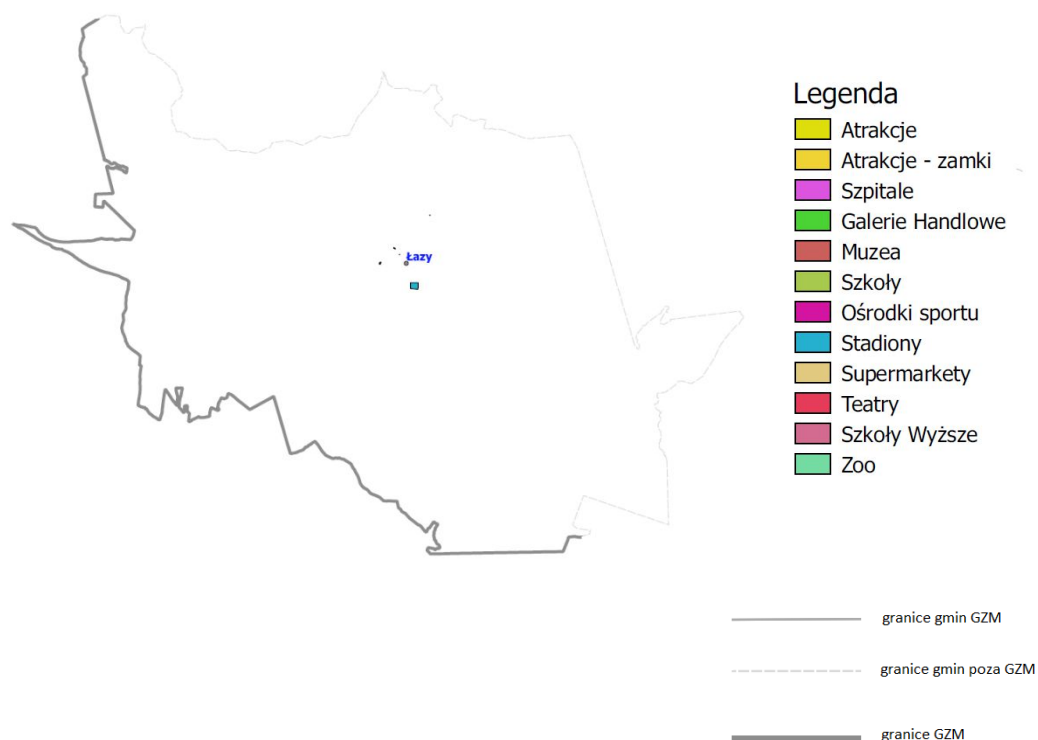 Łazy
Legenda
Atrakcje
Atrakcje - zamki
Szpitale
Galerie Handlowe
Muzea
Szkoły
Ośrodki sportu
Stadiony
Supermarkety
Teatry
Szkoły Wyższe
Zoo
granice gmin GZM
granice gmin poza GZM
granice GZM